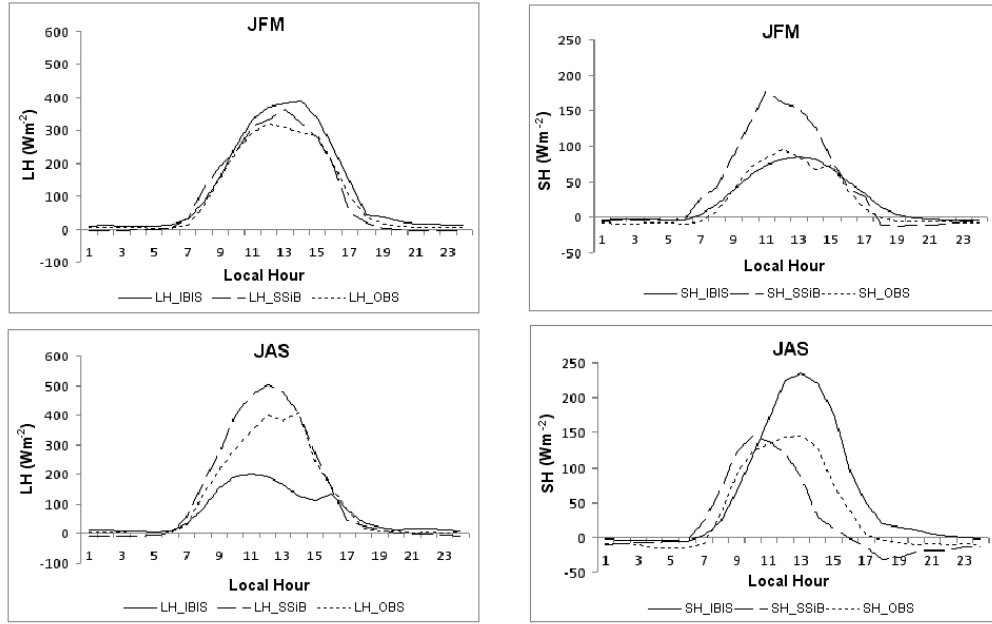 JFM
600
500
400
300
200
100
0
-100
LH (Wm-2)
1 3 5 7 9 11 13 15 17 19 21 23
Local Hour
LH_IBIS LH_SSiB LH_OBS
JFM
250
200
150
100
50
0
-50
SH (Wm-2)
1 3 5 7 9 11 13 15 17 19 21 23
Local Hour
SH_IBIS SH_SSiB SH_OBS
JAS
600
500
400
300
200
100
0
-100
LH (Wm-2)
1 3 5 7 9 11 13 15 17 19 21 23
Local Hour
LH_IBIS LH_SSiB LH_OBS
JAS
250
200
150
100
50
0
-50
SH (Wm-2)
1 3 5 7 9 11 13 15 17 19 21 23
Local Hour
SH_IBIS SH_SSiB SH_OBS